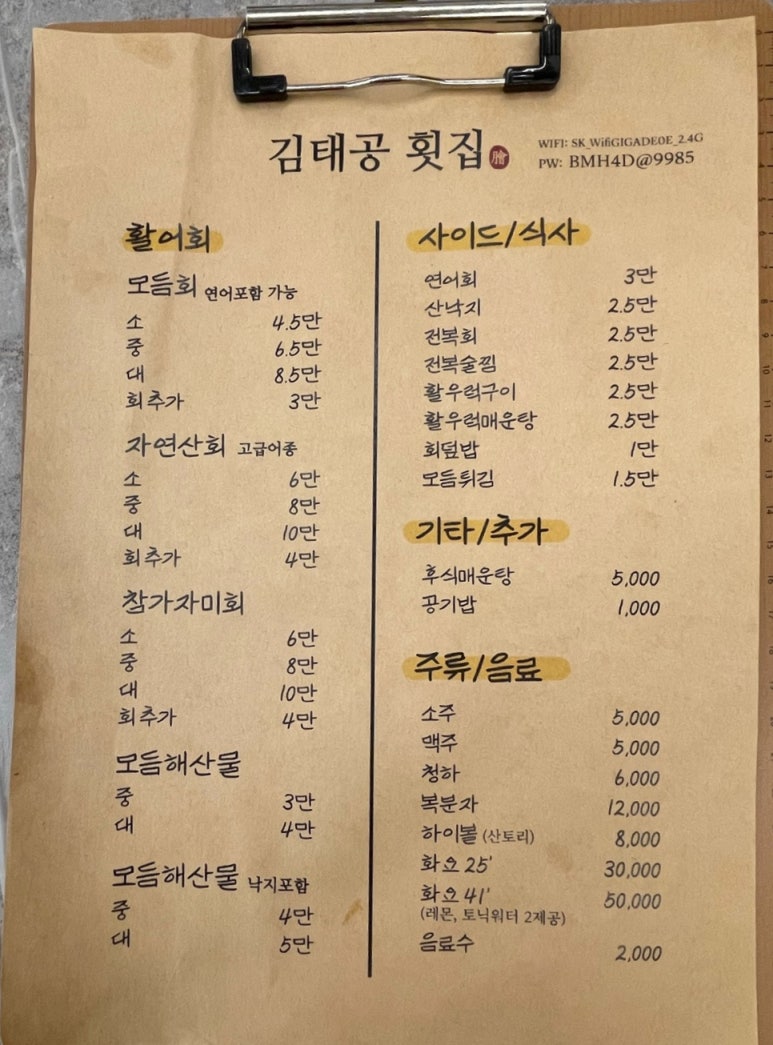 김태공 횟집 膾
WIFI: SK_WifiGIGADE0E_2.4G
PW: BMH4D@9985
활어회
모듬회 연어포함 가능
소 4.5만
중 6.5만
대 8.5만
회추가 3만
자연산회 고급어종
소 6만
중 8만
대 10만
회추가 4만
참가자미회
소 6만
중 8만
대 10만
회추가 4만
모듬해산물
중 3만
대 4만
모듬해산물 낙지포함
중 4만
대 5만
사이드/식사
연어회 3만
산낙지 2.5만
전복회 2.5만
전복술찜 2.5만
활우럭구이 2.5만
활우럭매운탕 2.5만
회덮밥 1만
모듬튀김 1.5만
기타/추가
후식매운탕 5,000
공기밥 1,000
주류/음료
소주 5,000
맥주 5,000
청하 6,000
복분자 12,000
하이볼 (산토리) 8,000
화요 25' 30,000
화요 41' 50,000
(레몬, 토닉워터 2제공)
음료수 2,000